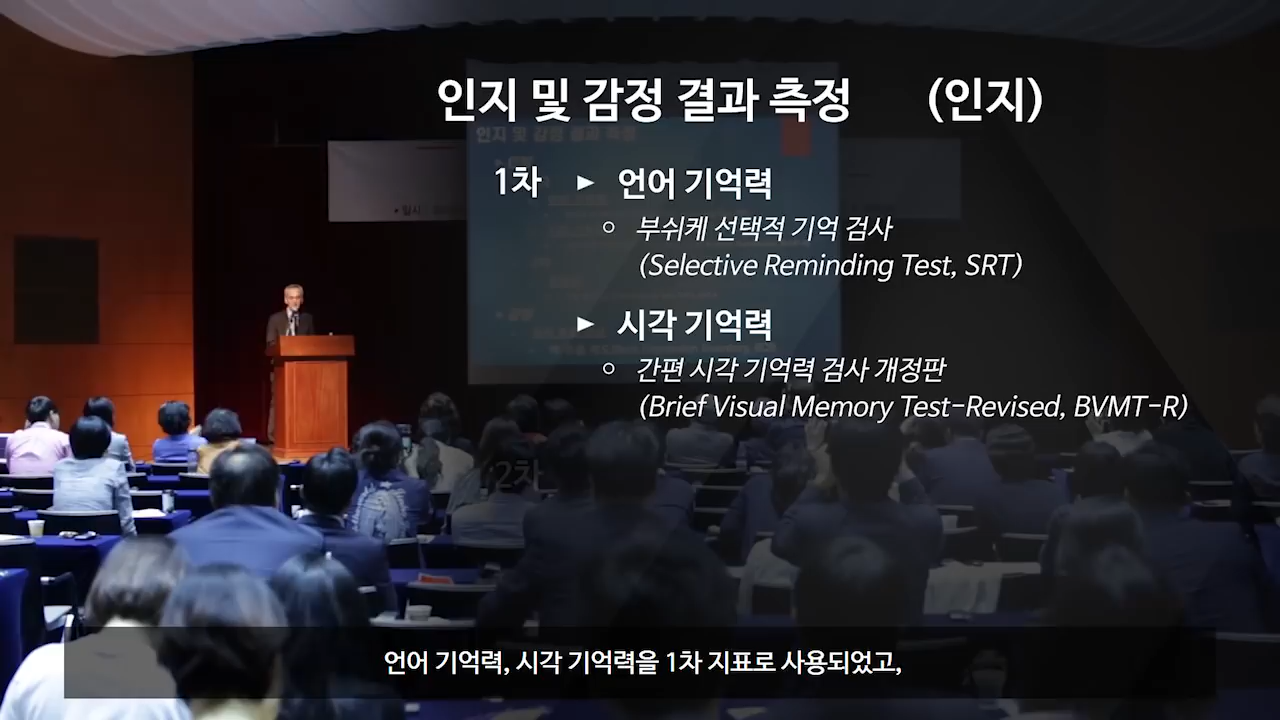 인지 및 감정 결과 측정 (인지)
1차 ► 언어 기억력
○ 부쉬케 선택적 기억 검사
(Selective Reminding Test, SRT)
► 시각 기억력
○ 간편 시각 기억력 검사 개정판
(Brief Visual Memory Test-Revised, BVMT-R)
2차
언어 기억력, 시각 기억력을 1차 지표로 사용되었고,